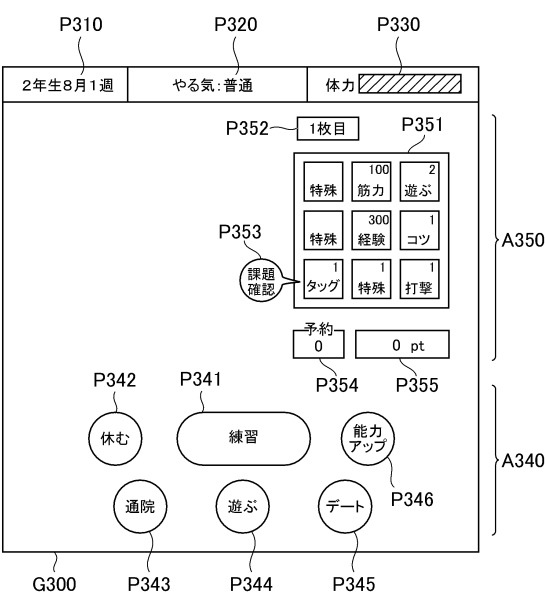 P310
P320
P330
2年生8月1週
やる気:普通
体力
P352
1枚目
P351
特殊
100
筋力
2
遊ぶ
特殊
300
経験
1
コツ
P353
課題
確認
1
タッグ
1
特殊
1
打撃
A350
予約
0
0 pt
P354
P355
P342
P341
休む
練習
能力
アップ
A340
P346
通院
遊ぶ
デート
G300
P343
P344
P345